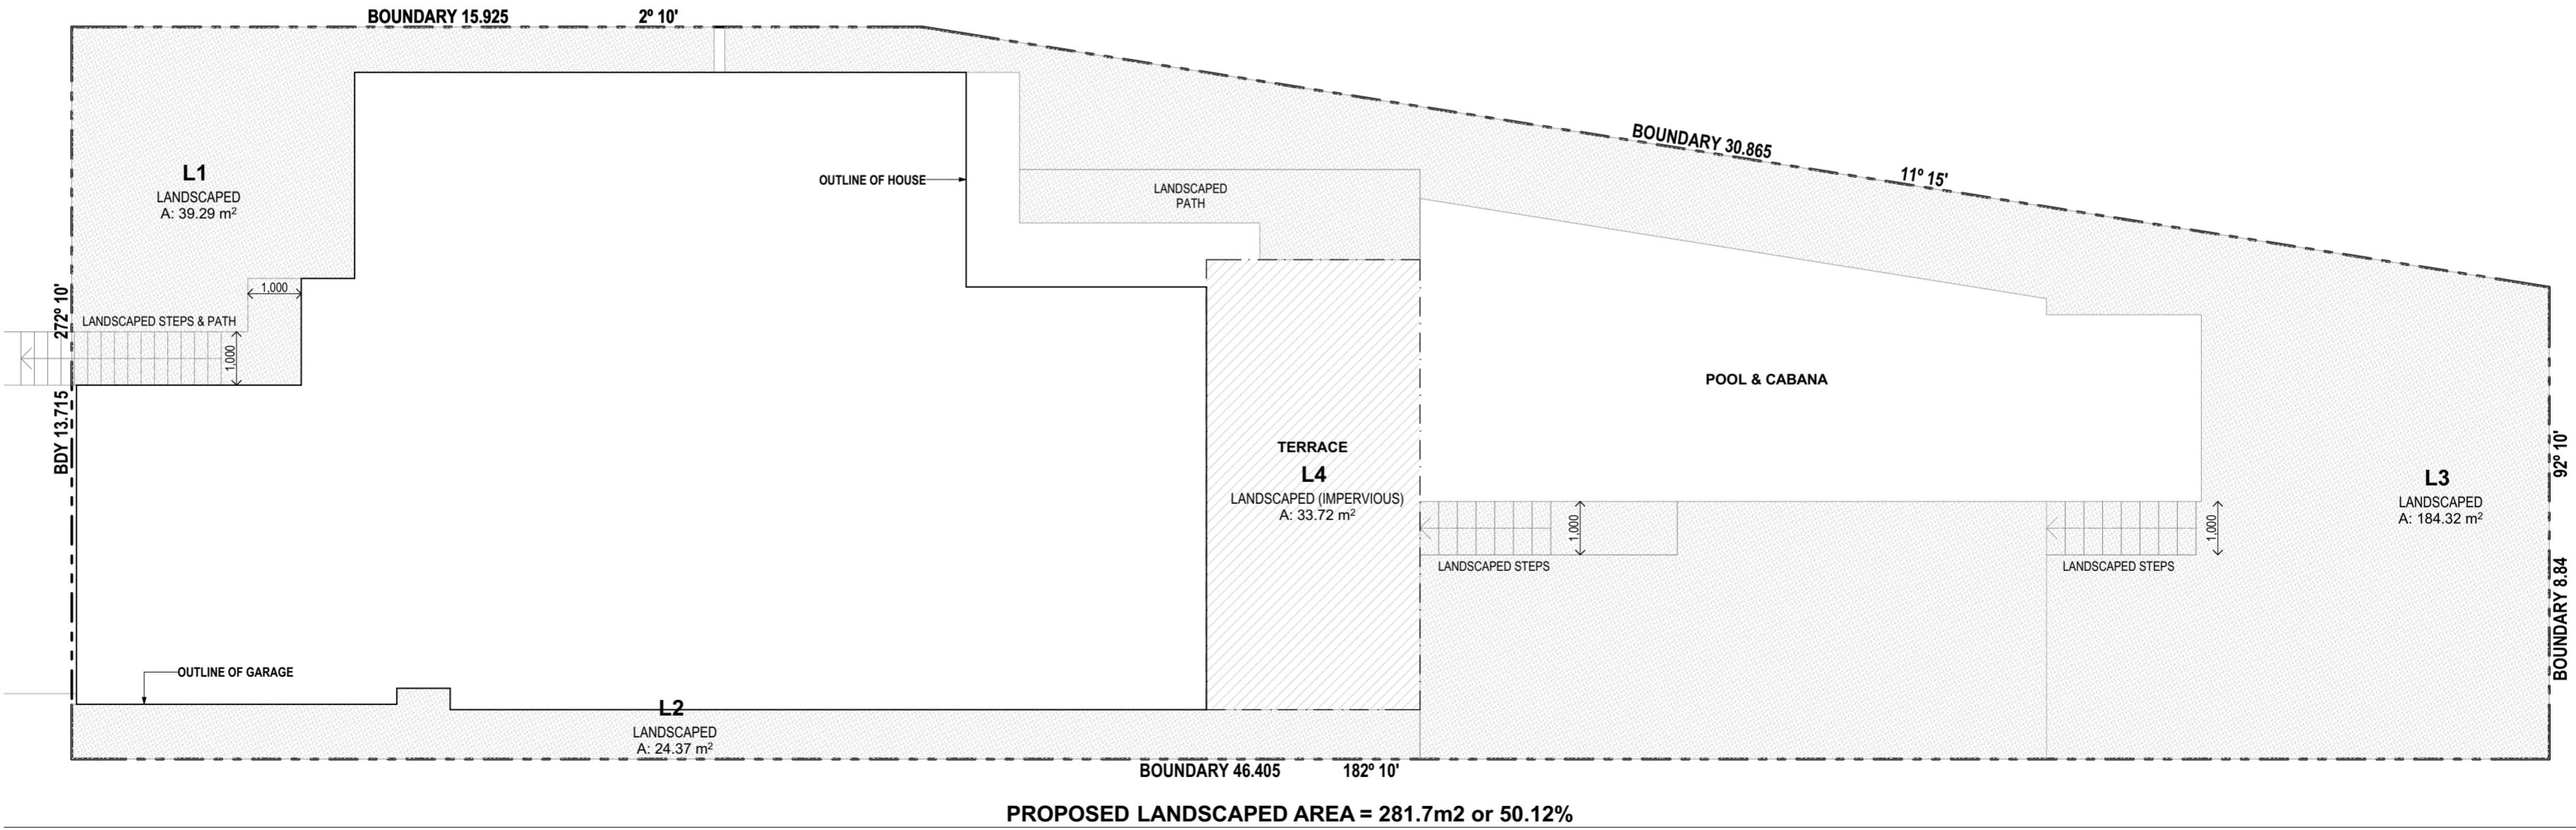 BOUNDARY 15.925
2º 10'
L1
LANDSCAPED
A: 39.29 m²
OUTLINE OF HOUSE
LANDSCAPED
PATH
BOUNDARY 30.865
11º 15'
1,000
LANDSCAPED STEPS & PATH
1,000
272º 10'
BDY 13.715
TERRACE
L4
LANDSCAPED (IMPERVIOUS)
A: 33.72 m²
POOL & CABANA
L3
LANDSCAPED
A: 184.32 m²
92º 10'
BOUNDARY 8.84
1,000
LANDSCAPED STEPS
1,000
LANDSCAPED STEPS
OUTLINE OF GARAGE
L2
LANDSCAPED
A: 24.37 m²
BOUNDARY 46.405
182º 10'
PROPOSED LANDSCAPED AREA = 281.7m2 or 50.12%